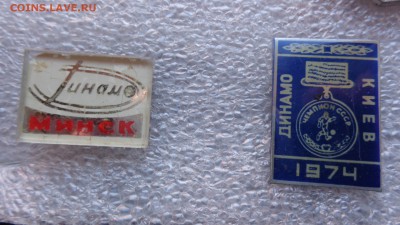 COINS.LAVE.RU
Динамо
Минск
ДИНАМО
КИЕВ
ЧЕМПИОН СССР
1974